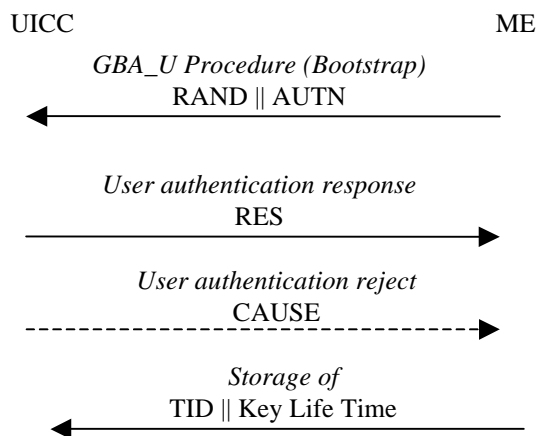 UICC ME
GBA_U Procedure (Bootstrap)
RAND || AUTN
User authentication response
RES
User authentication reject
CAUSE
Storage of
TID || Key Life Time